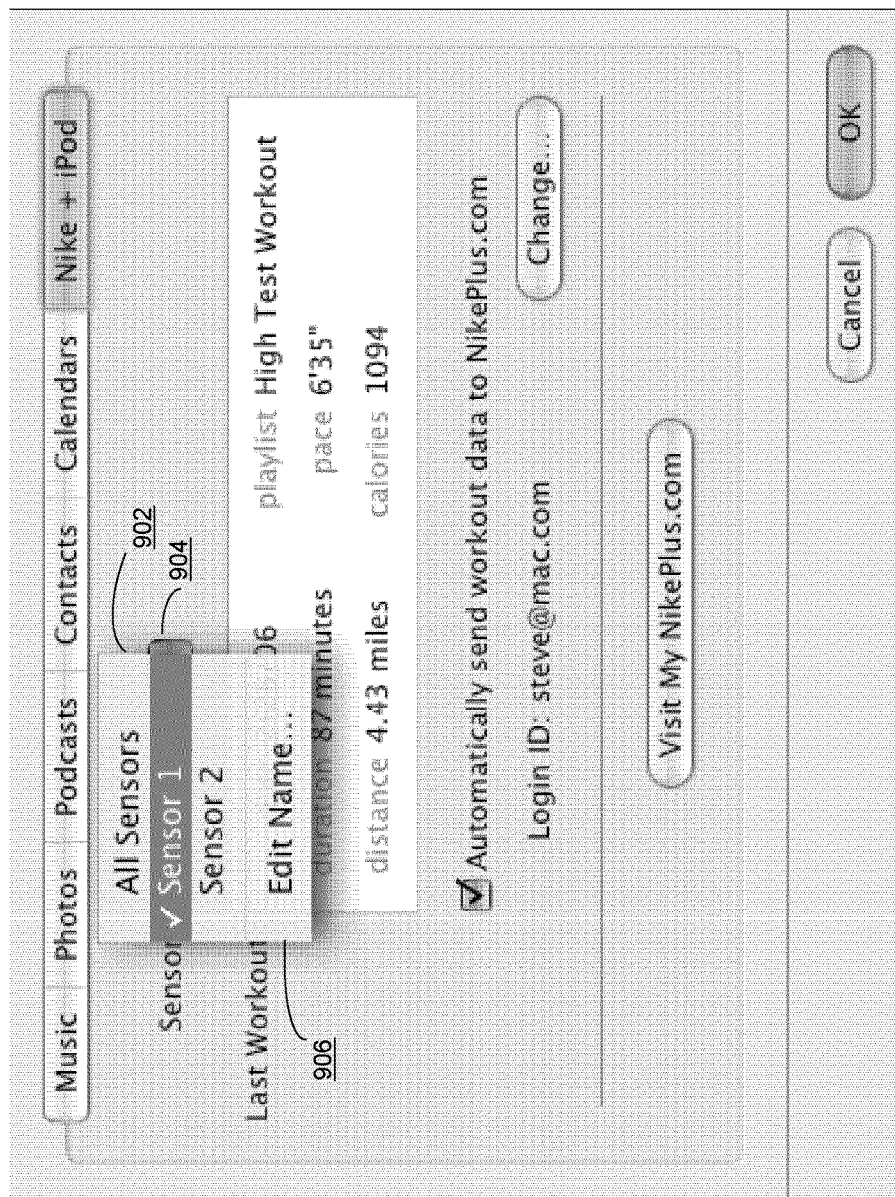 Music Photos Podcasts Contacts Calendars Nike + iPod
902
All Sensors
904
Sensor ✓ Sensor 1
Sensor 2
Last Workout 06 playlist High Test Workout
Edit Name...
906
duration 87 minutes pace 6'35"
distance 4.43 miles calories 1094
✓ Automatically send workout data to NikePlus.com
Login ID: steve@mac.com Change...
Visit My NikePlus.com
Cancel OK